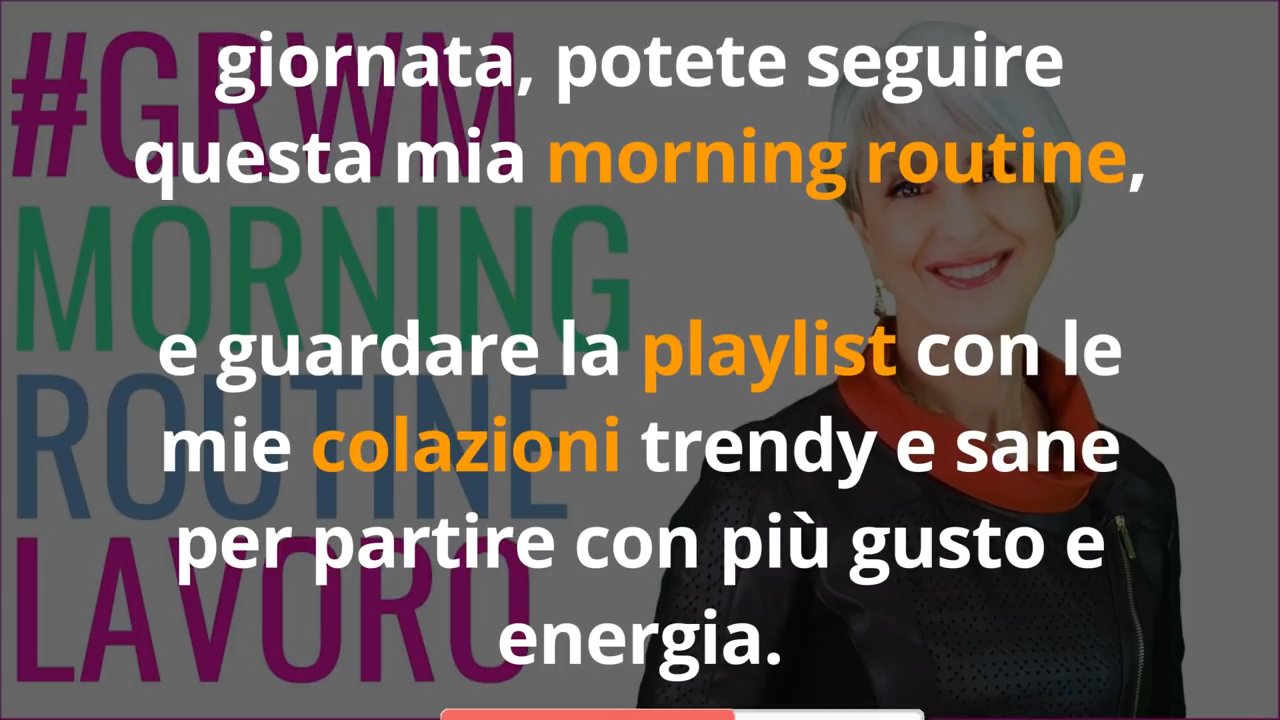 giornata, potete seguire
questa mia morning routine,
e guardare la playlist con le
mie colazioni trendy e sane
per partire con più gusto e
energia.
#GRWM
MORNING
ROUTINE
LAVORO